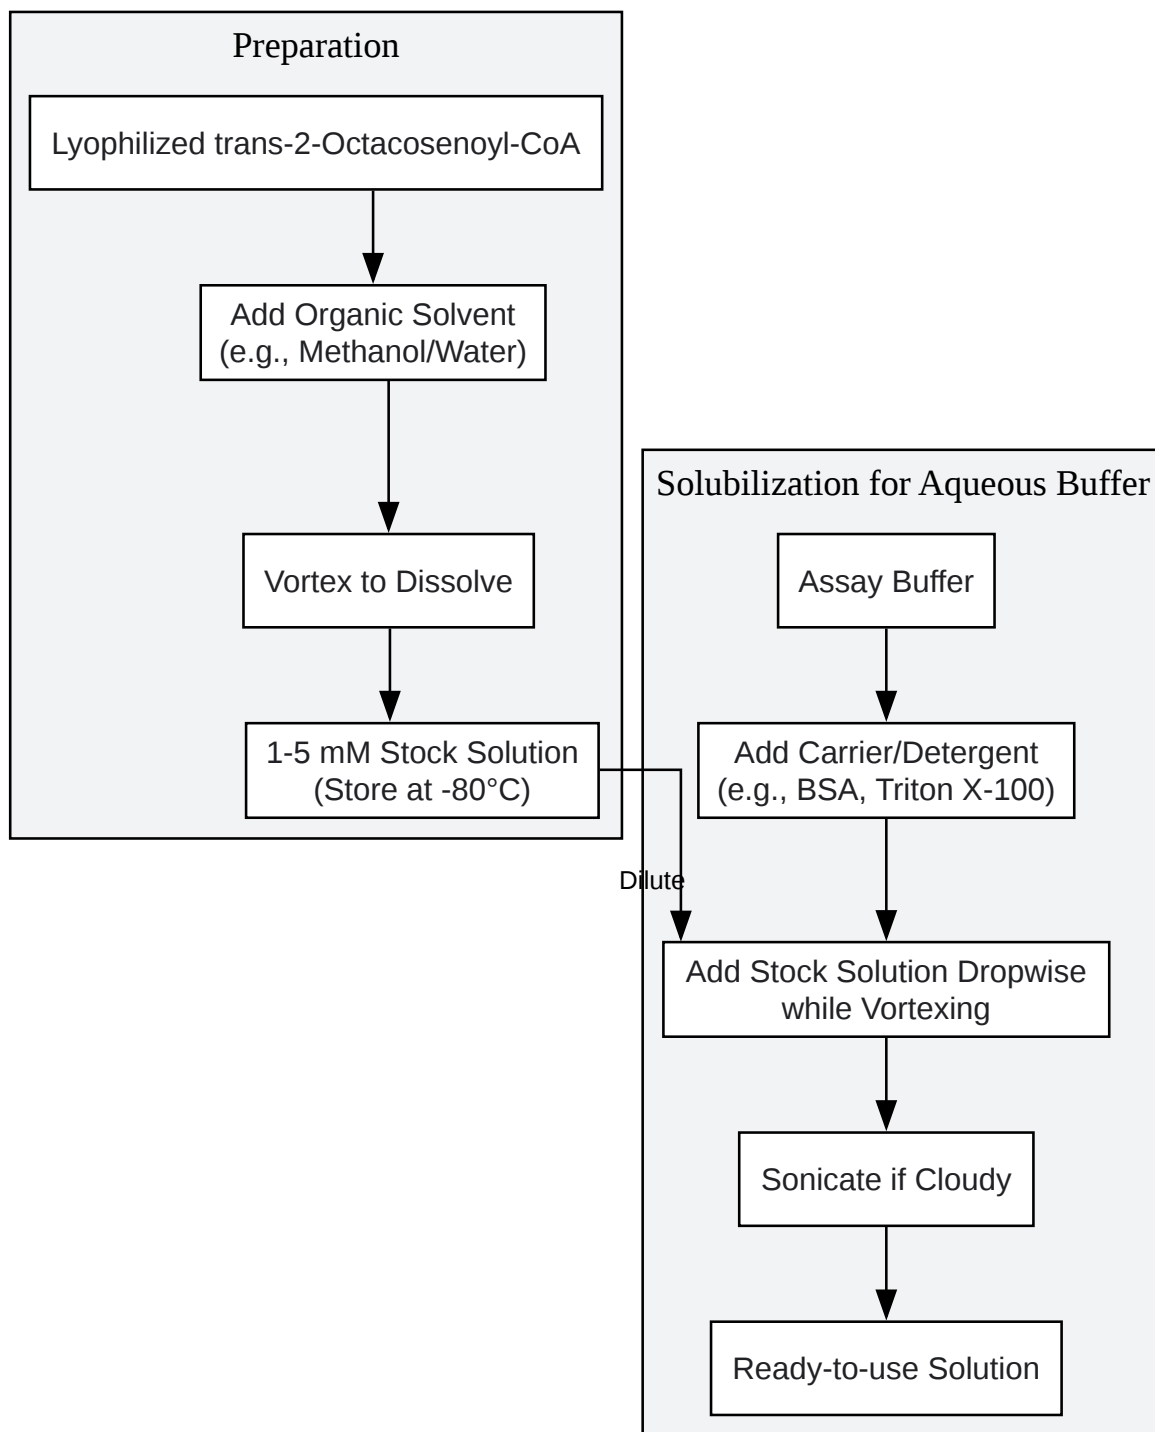 Preparation
Lyophilized trans-2-Octacosenoyl-CoA
Add Organic Solvent
(e.g., Methanol/Water)
Vortex to Dissolve
1-5 mM Stock Solution
(Store at -80°C)
Dilute
Solubilization for Aqueous Buffer
Assay Buffer
Add Carrier/Detergent
(e.g., BSA, Triton X-100)
Add Stock Solution Dropwise
while Vortexing
Sonicate if Cloudy
Ready-to-use Solution